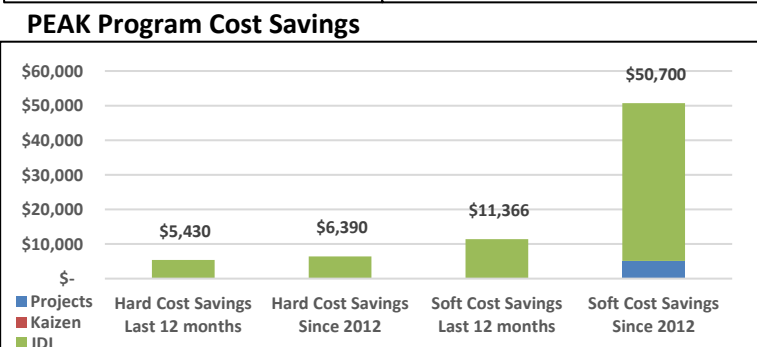 PEAK Program Cost Savings
$60,000
$50,000
$40,000
$30,000
$20,000
$10,000
$-
$5,430
$6,390
$11,366
$50,700
Projects
Kaizen
JDI
Hard Cost Savings
Last 12 months
Hard Cost Savings
Since 2012
Soft Cost Savings
Last 12 months
Soft Cost Savings
Since 2012